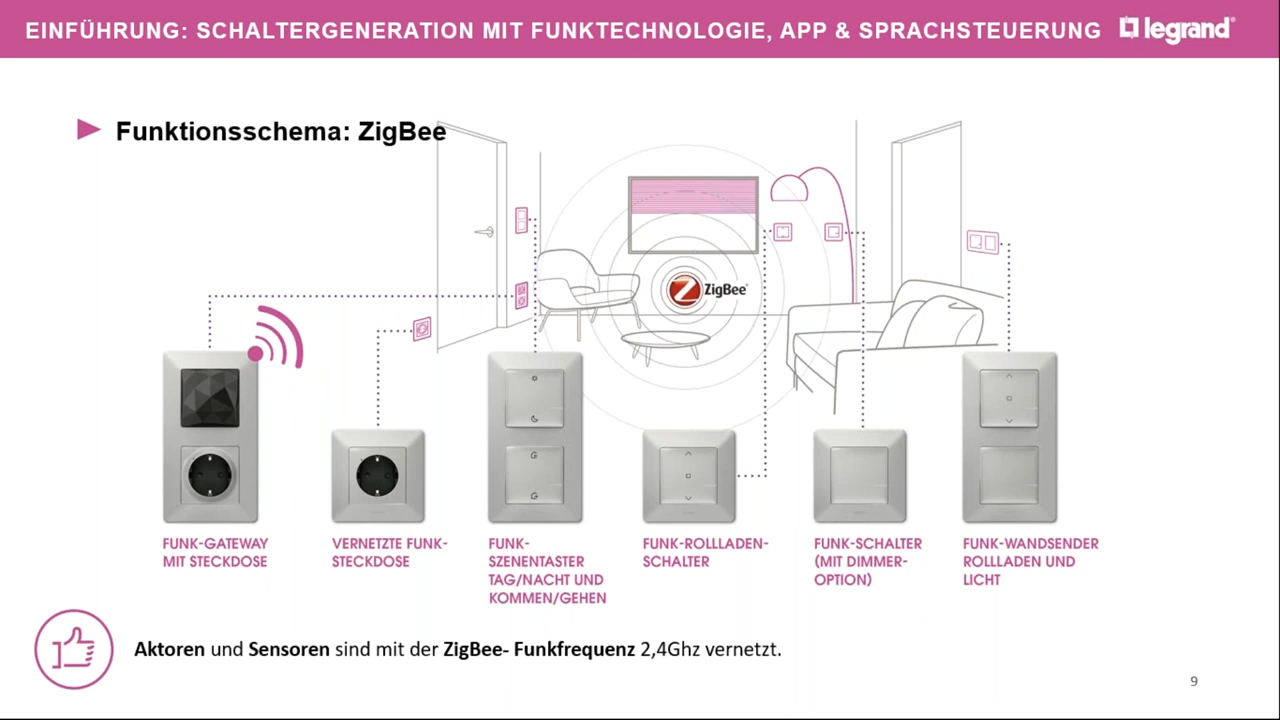 EINFÜHRUNG: SCHALTERGENERATION MIT FUNKTECHNOLOGIE, APP & SPRACHSTEUERUNG
legrand®
Funktionsschema: ZigBee
ZigBee®
FUNK-GATEWAY
MIT STECKDOSE
VERNETZTE FUNK-
STECKDOSE
FUNK-
SZENENTASTER
TAG/NACHT UND
KOMMEN/GEHEN
FUNK-ROLLLADEN-
SCHALTER
FUNK-SCHALTER
(MIT DIMMER-
OPTION)
FUNK-WANDSENDER
ROLLLADEN UND
LICHT
Aktoren und Sensoren sind mit der ZigBee- Funkfrequenz 2,4Ghz vernetzt.
9